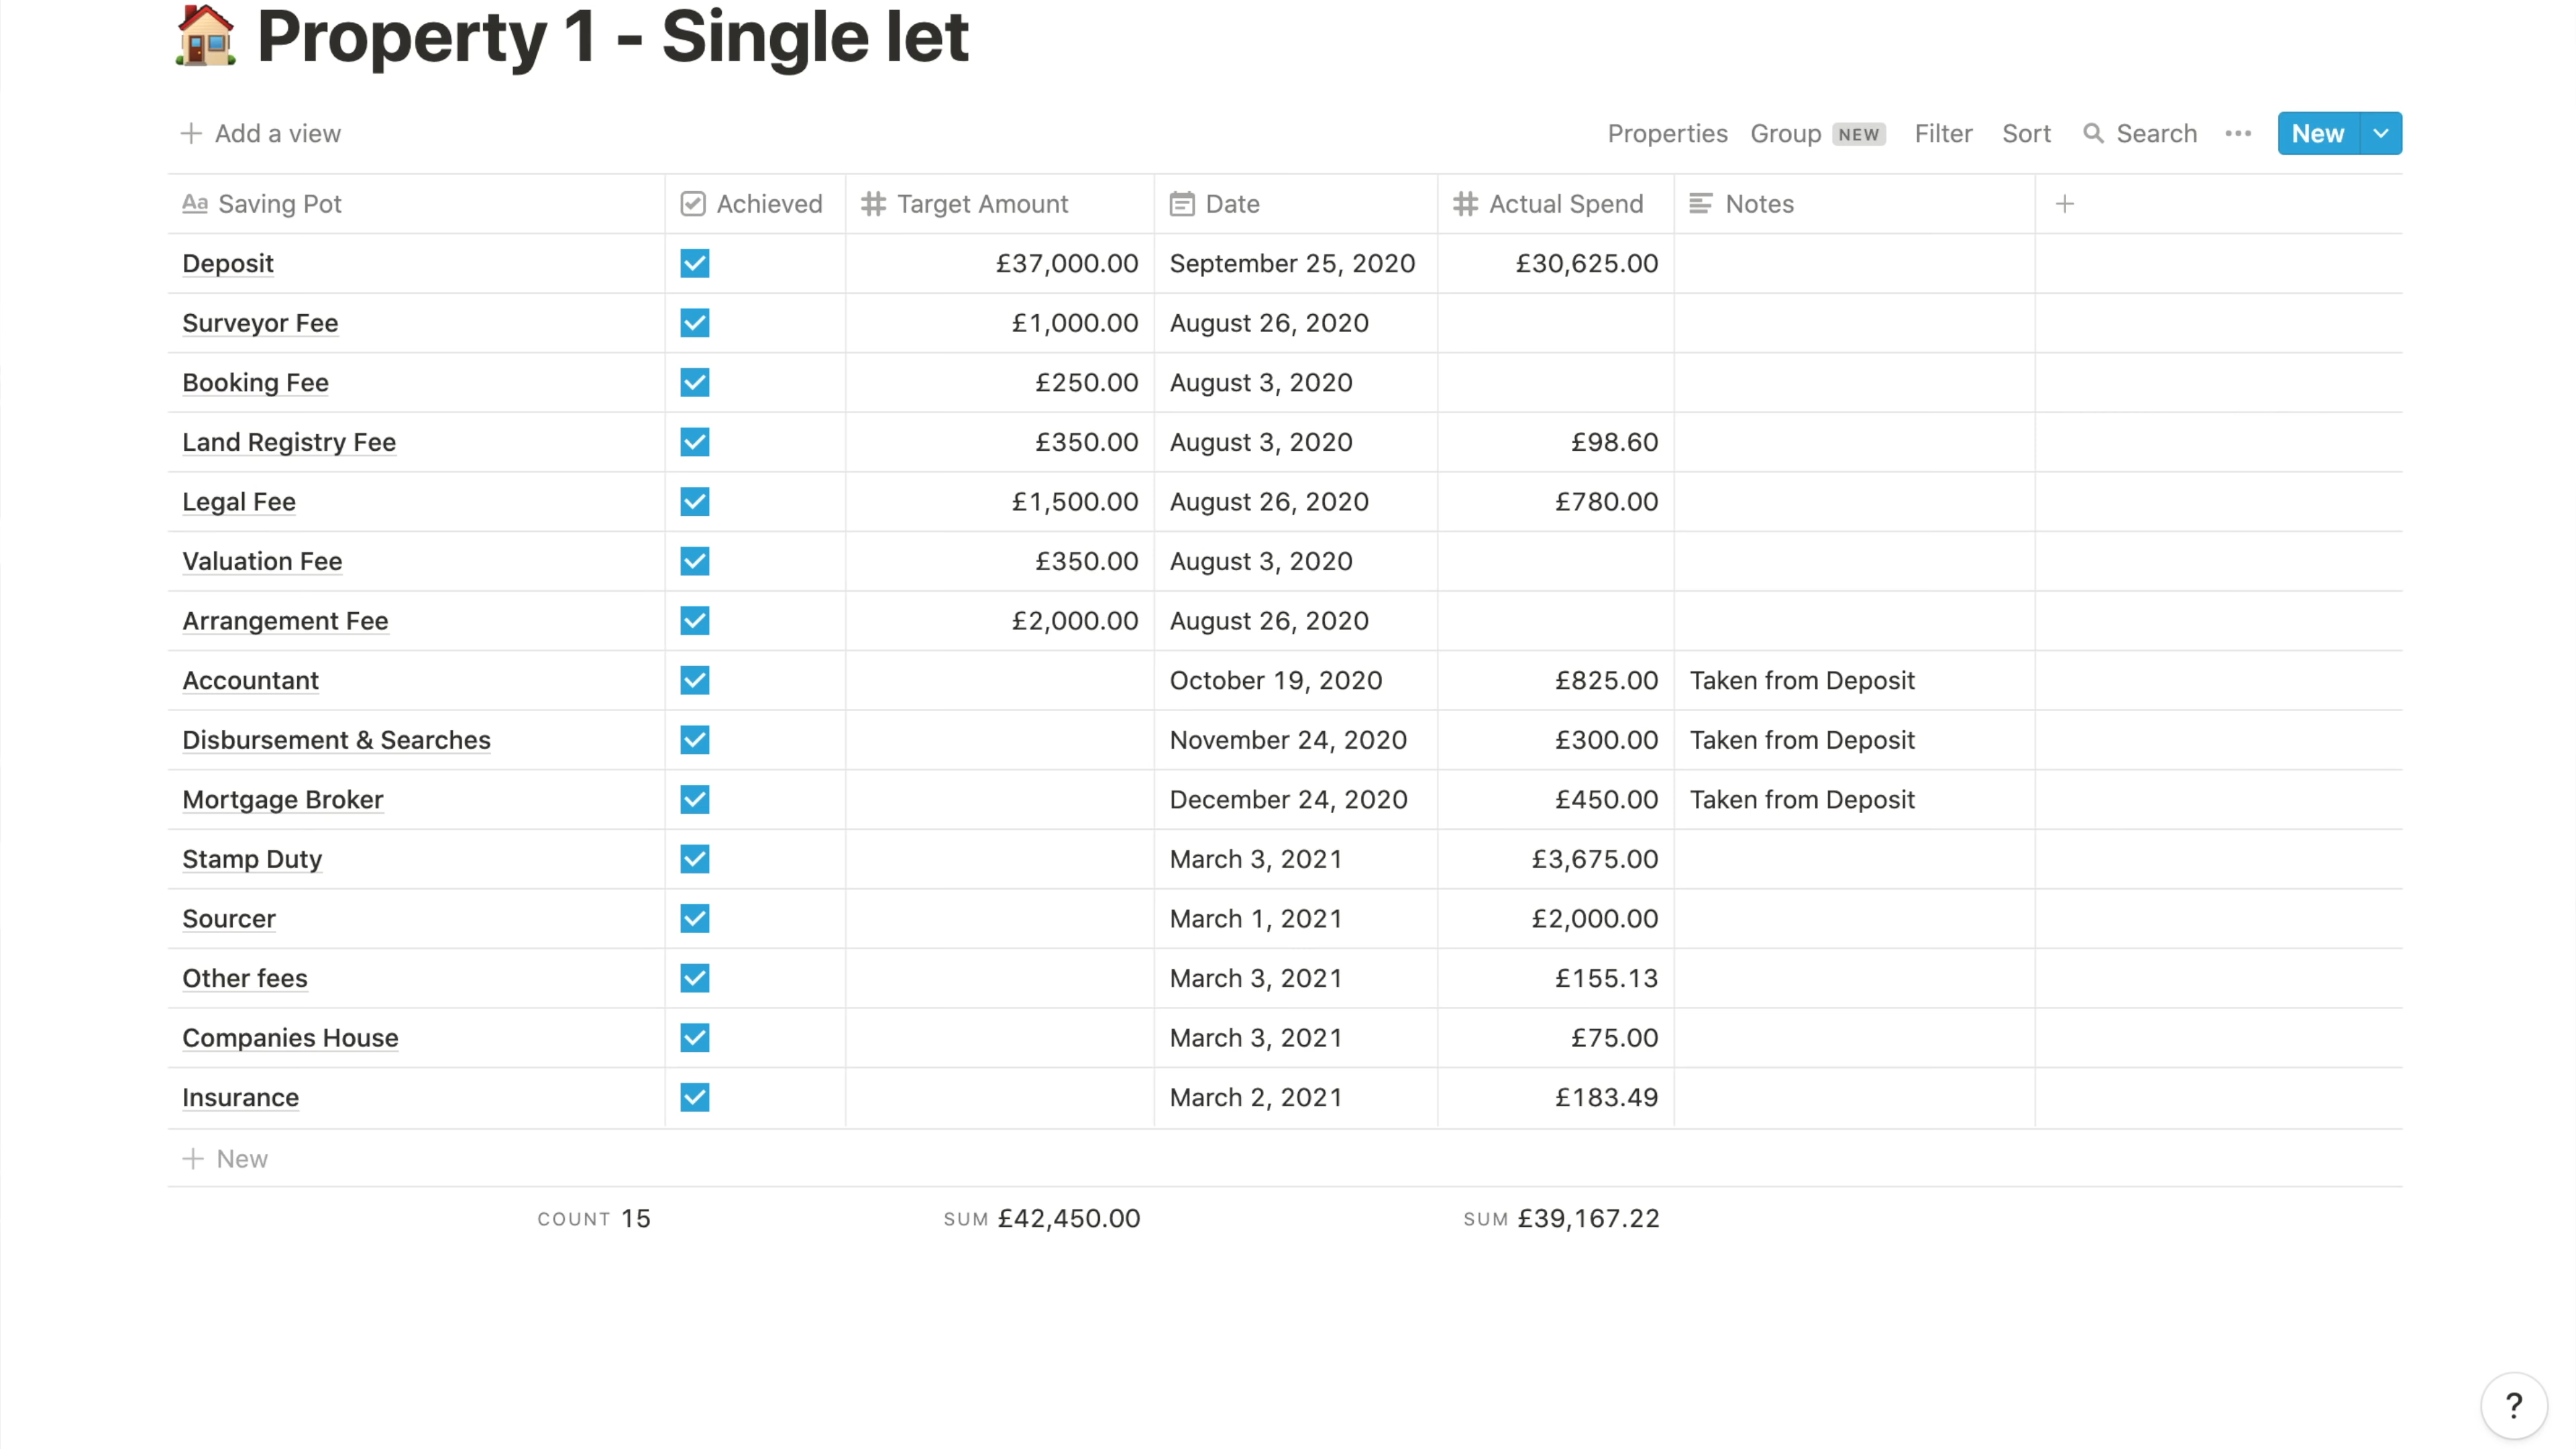 Property 1 - Single let
Add a view
Properties Group NEW Filter Sort Search New
Aa Saving Pot Achieved Target Amount Date Actual Spend Notes
Deposit £37,000.00 September 25, 2020 £30,625.00
Surveyor Fee £1,000.00 August 26, 2020
Booking Fee £250.00 August 3, 2020
Land Registry Fee £350.00 August 3, 2020 £98.60
Legal Fee £1,500.00 August 26, 2020 £780.00
Valuation Fee £350.00 August 3, 2020
Arrangement Fee £2,000.00 August 26, 2020
Accountant October 19, 2020 £825.00 Taken from Deposit
Disbursement & Searches November 24, 2020 £300.00 Taken from Deposit
Mortgage Broker December 24, 2020 £450.00 Taken from Deposit
Stamp Duty March 3, 2021 £3,675.00
Sourcer March 1, 2021 £2,000.00
Other fees March 3, 2021 £155.13
Companies House March 3, 2021 £75.00
Insurance March 2, 2021 £183.49
New
COUNT 15 SUM £42,450.00 SUM £39,167.22
?